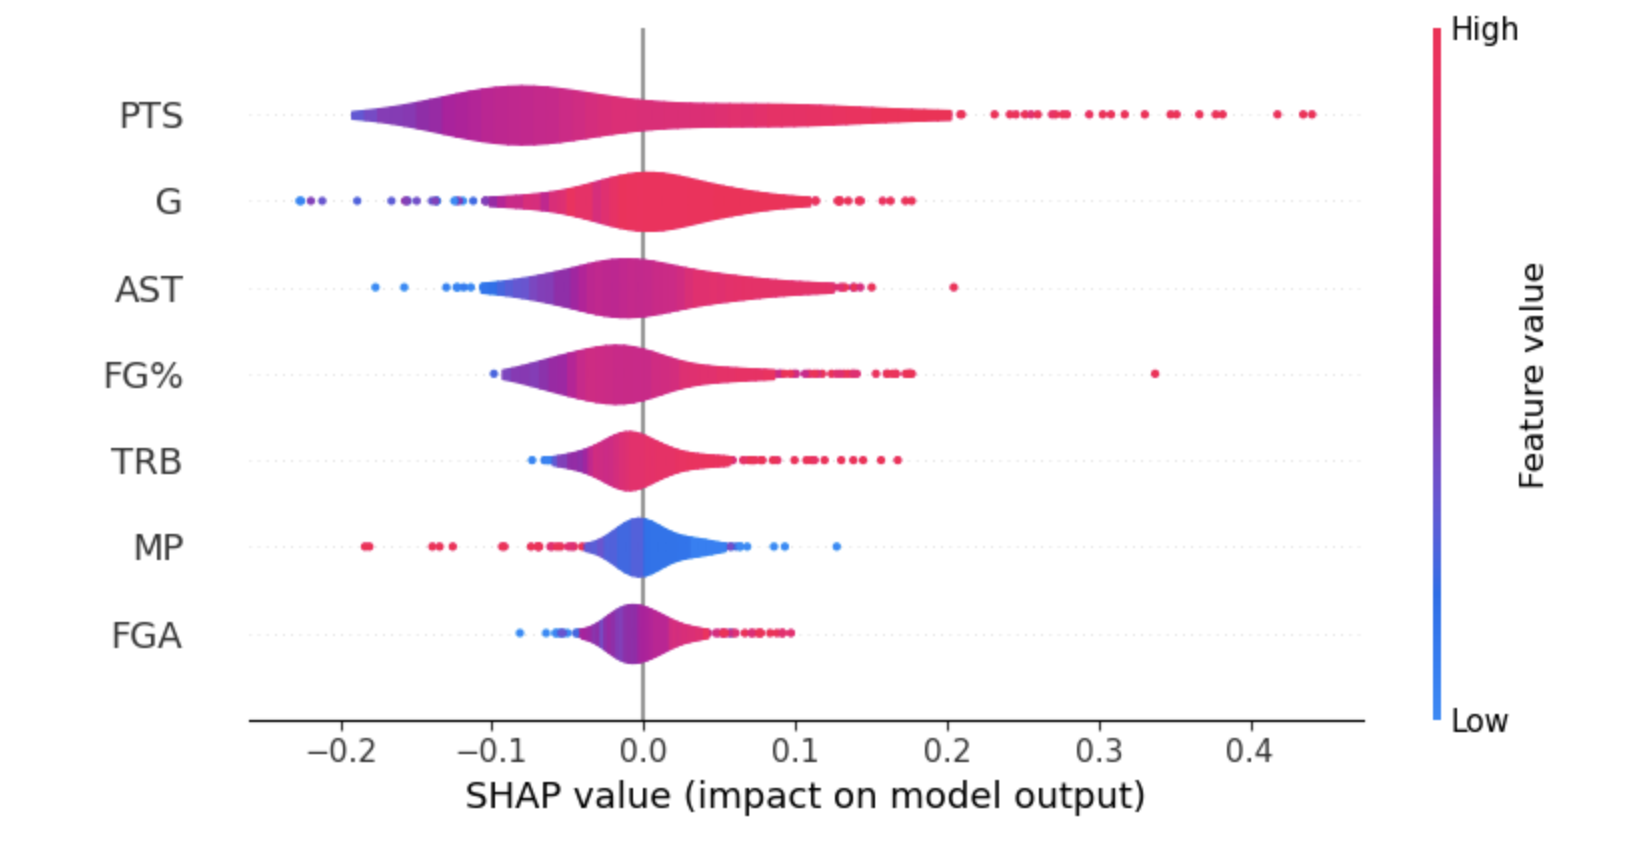 High
PTS
G
AST
FG%
TRB
MP
FGA
Feature value
Low
−0.2 −0.1 0.0 0.1 0.2 0.3 0.4
SHAP value (impact on model output)